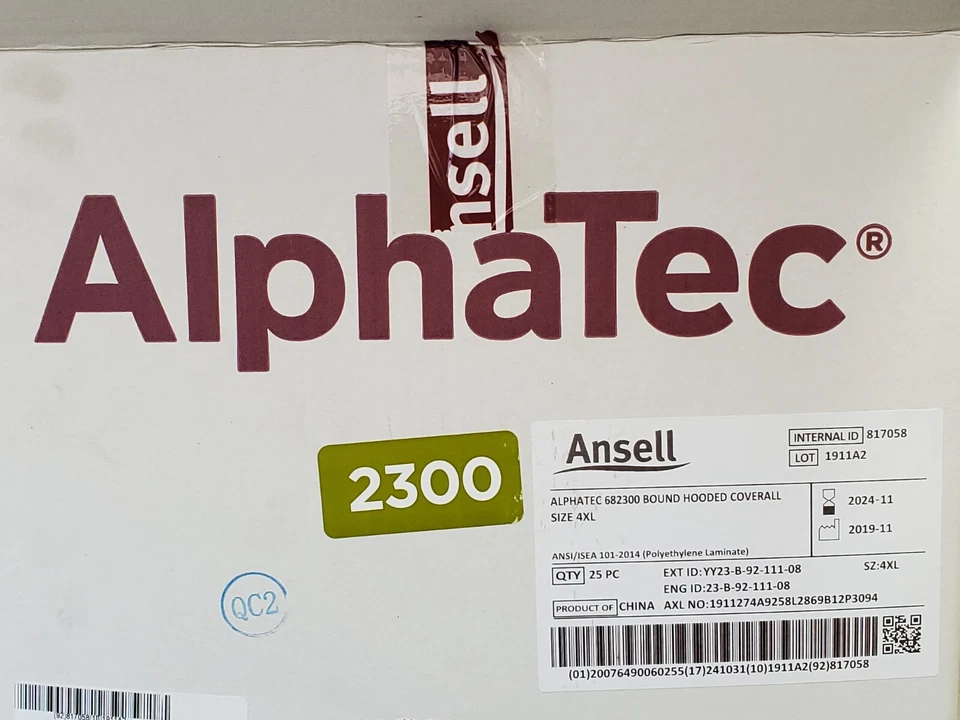 Ansell
AlphaTec®
2300
Ansell
INTERNAL ID 817058
LOT 1911A2
ALPHATEC 682300 BOUND HOODED COVERALL
SIZE 4XL
2024-11
2019-11
ANSI/ISEA 101-2014 (Polyethylene Laminate)
QTY 25 PC
EXT ID:YY23-B-92-111-08
SZ:4XL
ENG ID:23-B-92-111-08
PRODUCT OF CHINA
AXL NO:1911274A9258L2869B12P3094
(01)20076490060255(17)241031(10)1911A2(92)817058
QC2